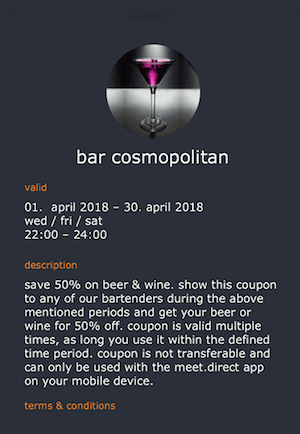 bar cosmopolitan
valid
01. april 2018 – 30. april 2018
wed / fri / sat
22:00 – 24:00
description
save 50% on beer & wine. show this coupon
to any of our bartenders during the above
mentioned periods and get your beer or
wine for 50% off. coupon is valid multiple
times, as long you use it within the defined
time period. coupon is not transferable and
can only be used with the meet.direct app
on your mobile device.
terms & conditions